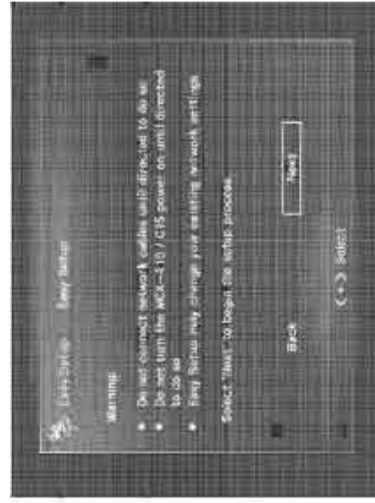 Easy Setup   Easy Setup
Warning:
• Do not connect network cables until directed to do so
• Do not turn the MCX-A10 / C15 power on until directed
to do so
• Easy Setup may change your existing network settings
Select "Next" to begin the setup process
Back   Next
Select